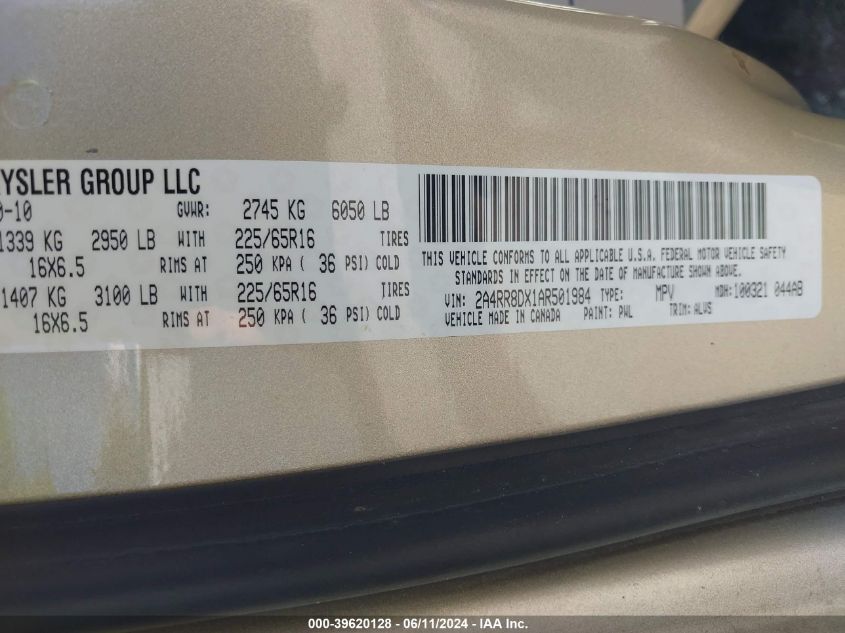 YSLER GROUP LLC
-10 GVWR: 2745 KG 6050 LB
1339 KG 2950 LB WITH 225/65R16 TIRES
16X6.5 RIMS AT 250 KPA ( 36 PSI) COLD
1407 KG 3100 LB WITH 225/65R16 TIRES
16X6.5 RIMS AT 250 KPA ( 36 PSI) COLD
THIS VEHICLE CONFORMS TO ALL APPLICABLE U.S.A. FEDERAL MOTOR VEHICLE SAFETY
STANDARDS IN EFFECT ON THE DATE OF MANUFACTURE SHOWN ABOVE.
VIN: 2A4RR8DX1AR501984 TYPE: MPV MDH: 100321 044AB
VEHICLE MADE IN CANADA PAINT: PWL TRIM: ALVS
000-39620128 - 06/11/2024 - IAA Inc.